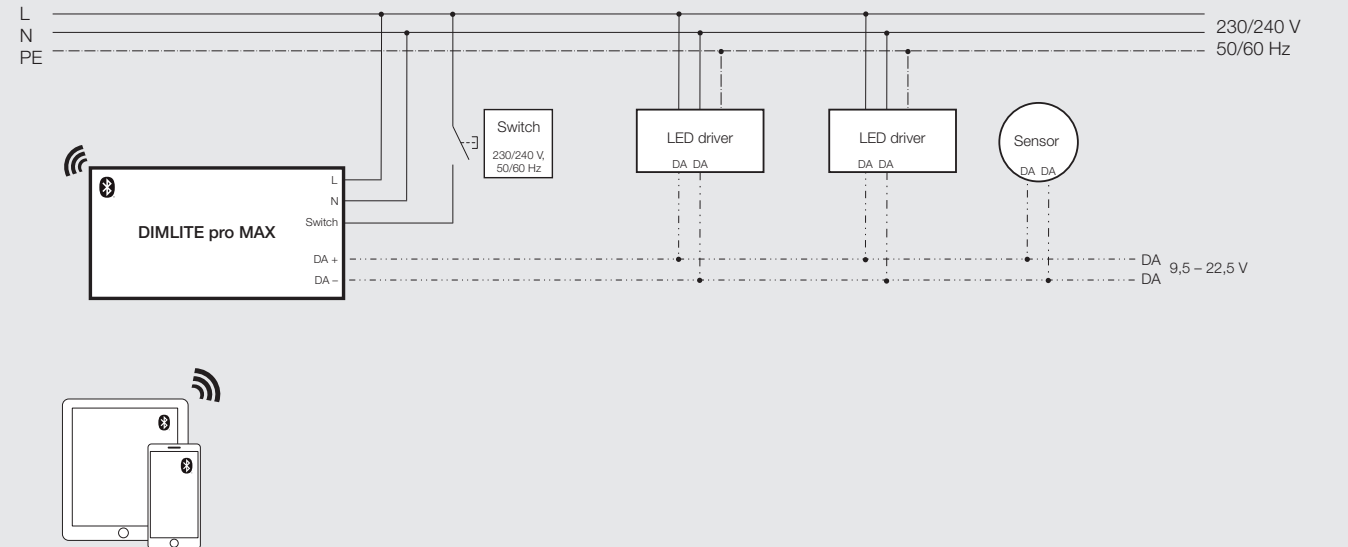 L
N
PE
230/240 V
50/60 Hz
Switch
230/240 V,
50/60 Hz
LED driver
DA DA
LED driver
DA DA
Sensor
DA DA
DIMLITE pro MAX
L
N
Switch
DA +
DA –
DA
DA
9,5 – 22,5 V